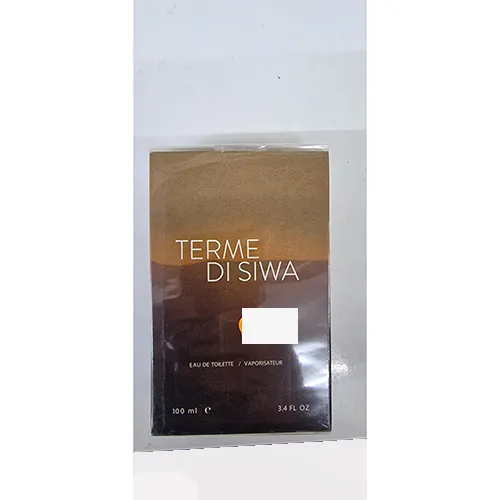 TERME
DI SIWA
EAU DE TOILETTE / VAPORISATEUR
100 ml ℮ 3.4 FL OZ